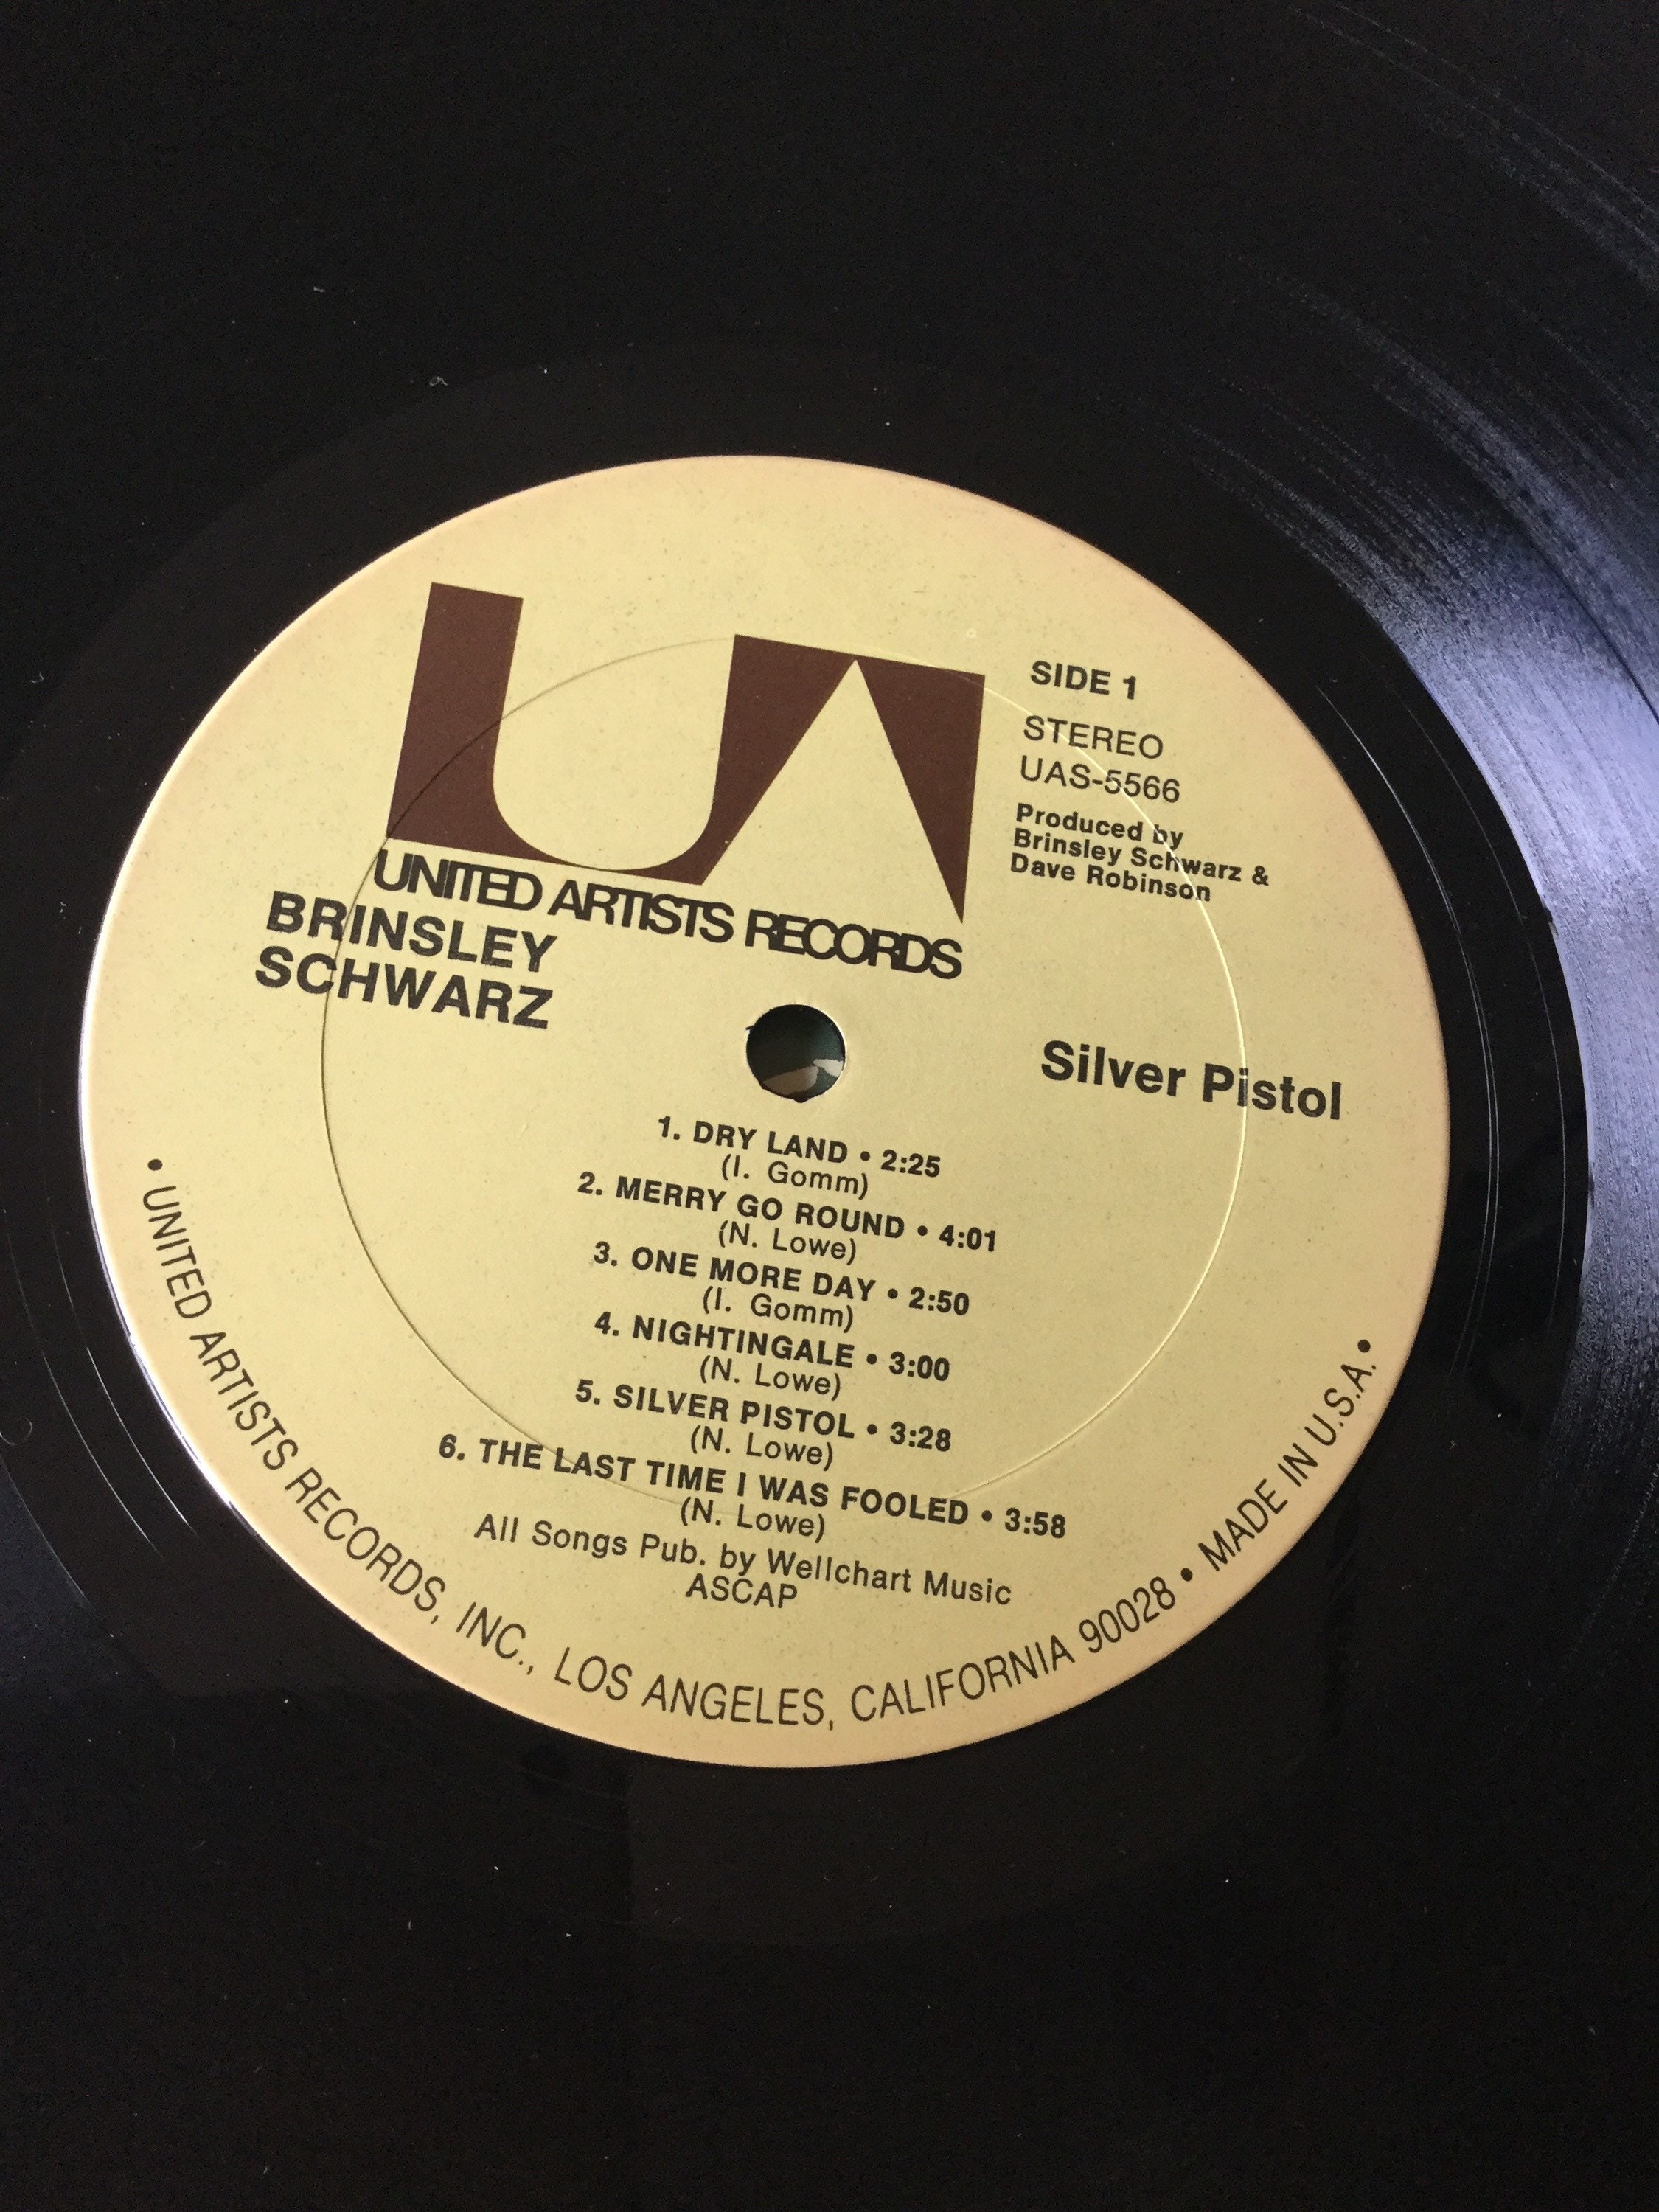 UA
UNITED ARTISTS RECORDS
SIDE 1
STEREO
UAS-5566
Produced by
Brinsley Schwarz &
Dave Robinson
BRINSLEY
SCHWARZ
Silver Pistol
1. DRY LAND • 2:25
(I. Gomm)
2. MERRY GO ROUND • 4:01
(N. Lowe)
3. ONE MORE DAY • 2:50
(I. Gomm)
4. NIGHTINGALE • 3:00
(N. Lowe)
5. SILVER PISTOL • 3:28
(N. Lowe)
6. THE LAST TIME I WAS FOOLED • 3:58
(N. Lowe)
All Songs Pub. by Wellchart Music
ASCAP
• UNITED ARTISTS RECORDS, INC., LOS ANGELES, CALIFORNIA 90028 • MADE IN U.S.A. •